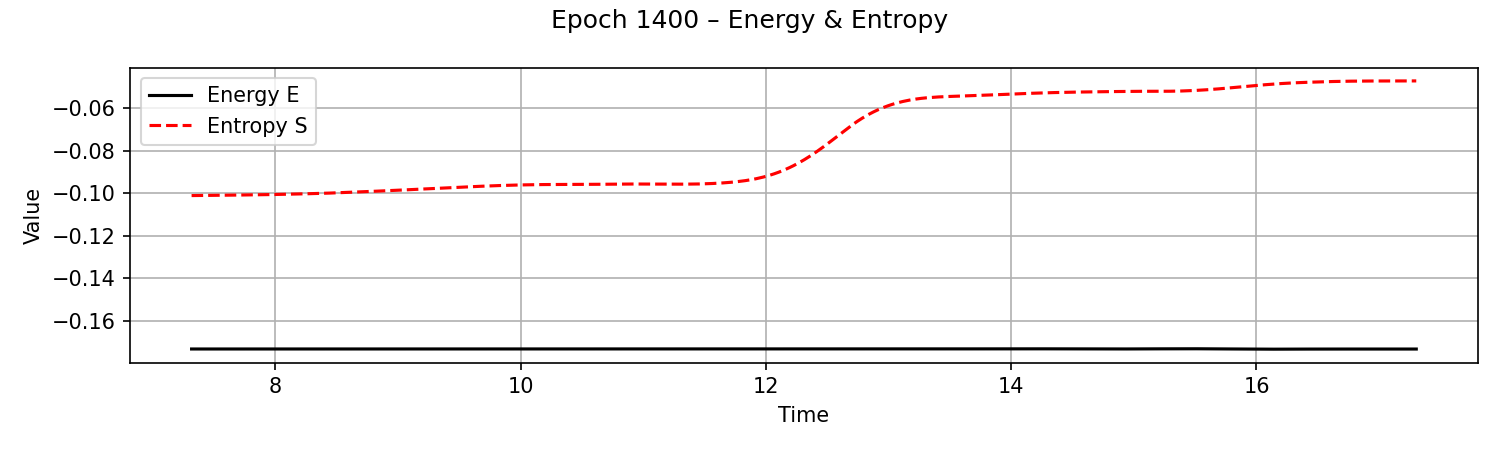 Epoch 1400 – Energy & Entropy
Energy E
Entropy S
Value
−0.06
−0.08
−0.10
−0.12
−0.14
−0.16
8 10 12 14 16
Time